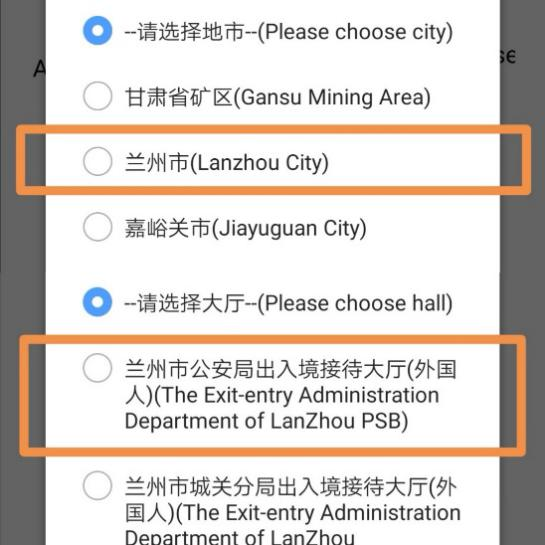 --请选择地市--(Please choose city)
A
se
甘肃省矿区(Gansu Mining Area)
兰州市(Lanzhou City)
嘉峪关市(Jiayuguan City)
--请选择大厅--(Please choose hall)
兰州市公安局出入境接待大厅(外国
人)(The Exit-entry Administration
Department of LanZhou PSB)
兰州市城关分局出入境接待大厅(外
国人)(The Exit-entry Administration
Department of LanZhou